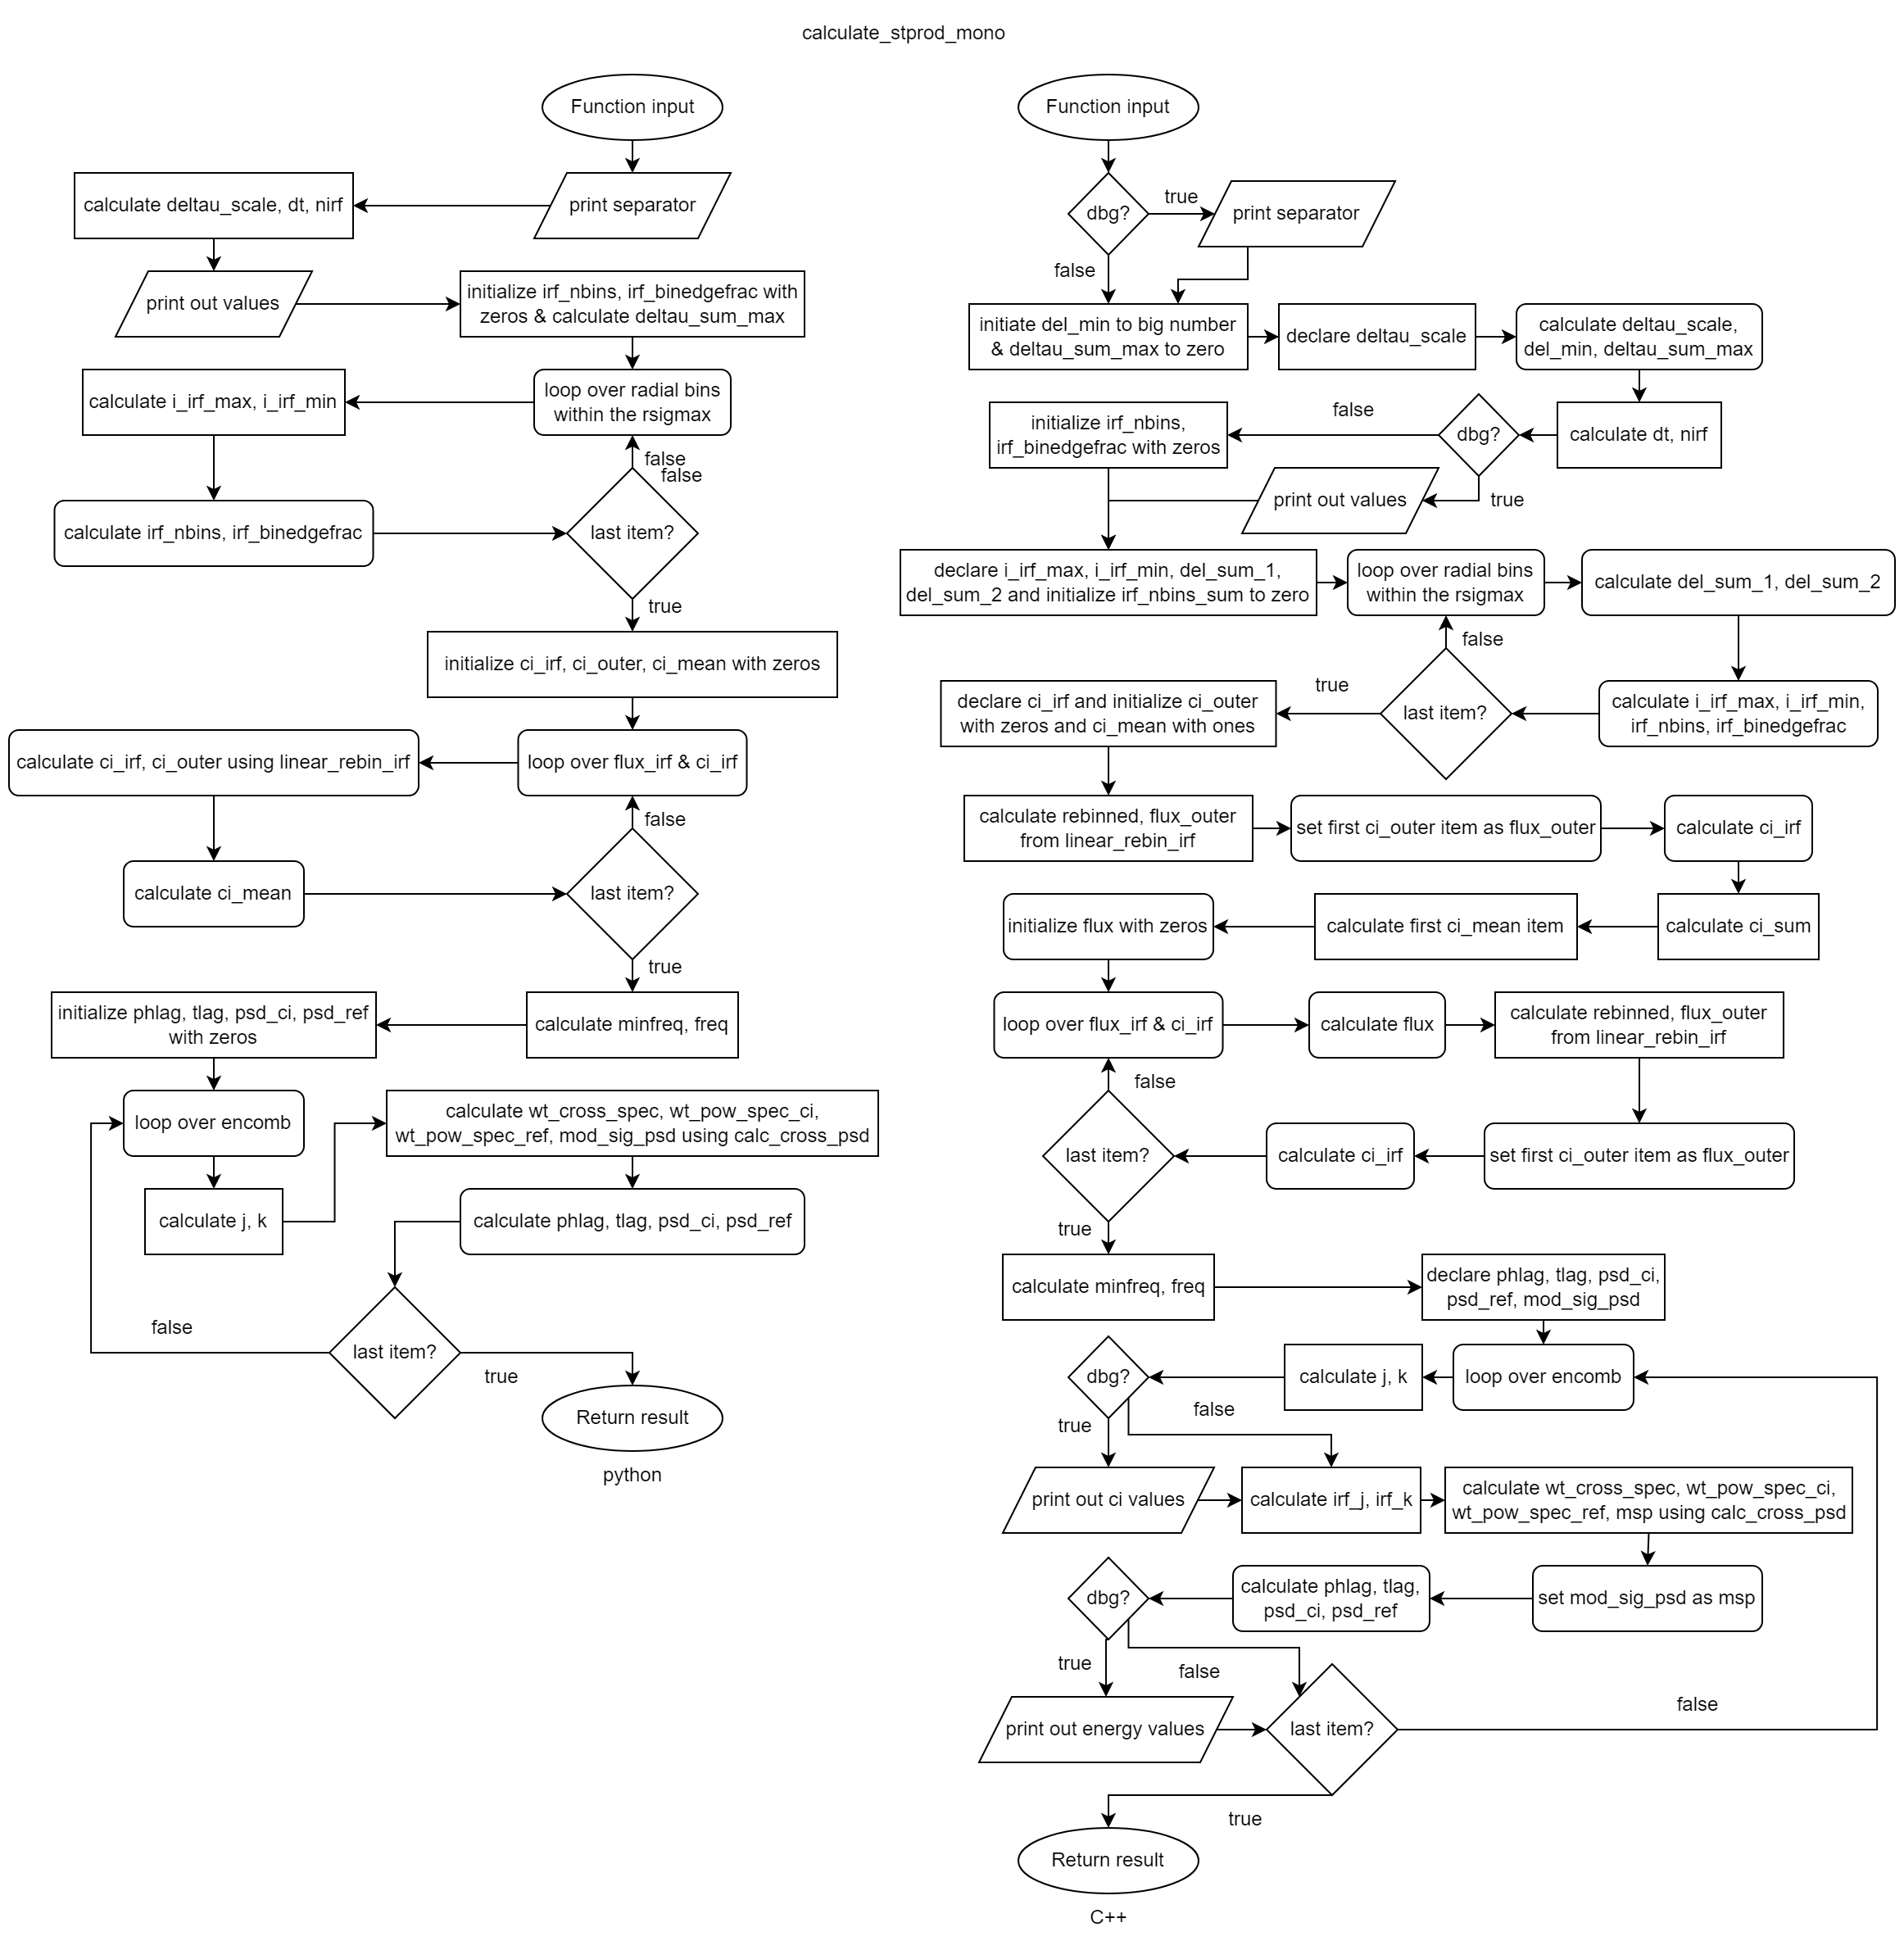 calculate_stprod_mono
Function input
print separator
calculate deltau_scale, dt, nirf
print out values
initialize irf_nbins, irf_binedgefrac with
zeros & calculate deltau_sum_max
loop over radial bins
within the rsigmax
calculate i_irf_max, i_irf_min
false
false
calculate irf_nbins, irf_binedgefrac
last item?
true
initialize ci_irf, ci_outer, ci_mean with zeros
loop over flux_irf & ci_irf
calculate ci_irf, ci_outer using linear_rebin_irf
false
calculate ci_mean
last item?
true
calculate minfreq, freq
initialize phlag, tlag, psd_ci, psd_ref
with zeros
loop over encomb
calculate j, k
calculate wt_cross_spec, wt_pow_spec_ci,
wt_pow_spec_ref, mod_sig_psd using calc_cross_psd
calculate phlag, tlag, psd_ci, psd_ref
last item?
false
true
Return result
python
Function input
dbg?
true
print separator
false
initiate del_min to big number
& deltau_sum_max to zero
declare deltau_scale
calculate deltau_scale,
del_min, deltau_sum_max
calculate dt, nirf
dbg?
false
initialize irf_nbins,
irf_binedgefrac with zeros
true
print out values
declare i_irf_max, i_irf_min, del_sum_1,
del_sum_2 and initialize irf_nbins_sum to zero
loop over radial bins
within the rsigmax
calculate del_sum_1, del_sum_2
false
calculate i_irf_max, i_irf_min,
irf_nbins, irf_binedgefrac
last item?
true
declare ci_irf and initialize ci_outer
with zeros and ci_mean with ones
calculate rebinned, flux_outer
from linear_rebin_irf
set first ci_outer item as flux_outer
calculate ci_irf
calculate ci_sum
calculate first ci_mean item
initialize flux with zeros
loop over flux_irf & ci_irf
calculate flux
calculate rebinned, flux_outer
from linear_rebin_irf
false
set first ci_outer item as flux_outer
calculate ci_irf
last item?
true
calculate minfreq, freq
declare phlag, tlag, psd_ci,
psd_ref, mod_sig_psd
loop over encomb
calculate j, k
dbg?
false
true
print out ci values
calculate irf_j, irf_k
calculate wt_cross_spec, wt_pow_spec_ci,
wt_pow_spec_ref, msp using calc_cross_psd
set mod_sig_psd as msp
calculate phlag, tlag,
psd_ci, psd_ref
dbg?
true
false
print out energy values
last item?
false
true
Return result
C++